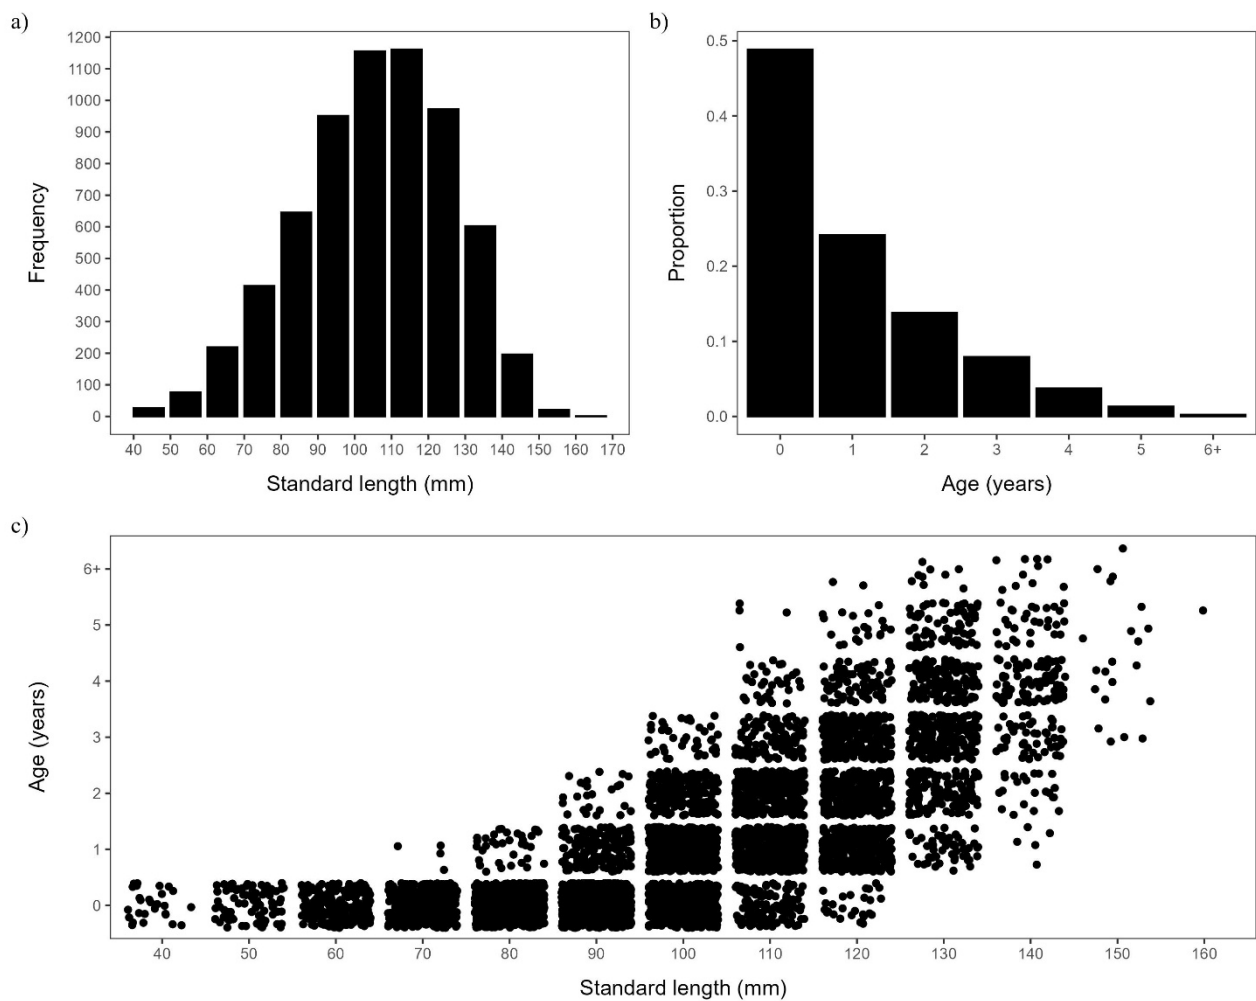 a)
1200
1100
1000
900
800
700
600
500
400
300
200
100
0
Frequency
40 50 60 70 80 90 100 110 120 130 140 150 160 170
Standard length (mm)
b)
0.5
0.4
0.3
0.2
0.1
0.0
Proportion
0 1 2 3 4 5 6+
Age (years)
c)
6+
5
4
3
2
1
0
Age (years)
40 50 60 70 80 90 100 110 120 130 140 150 160
Standard length (mm)